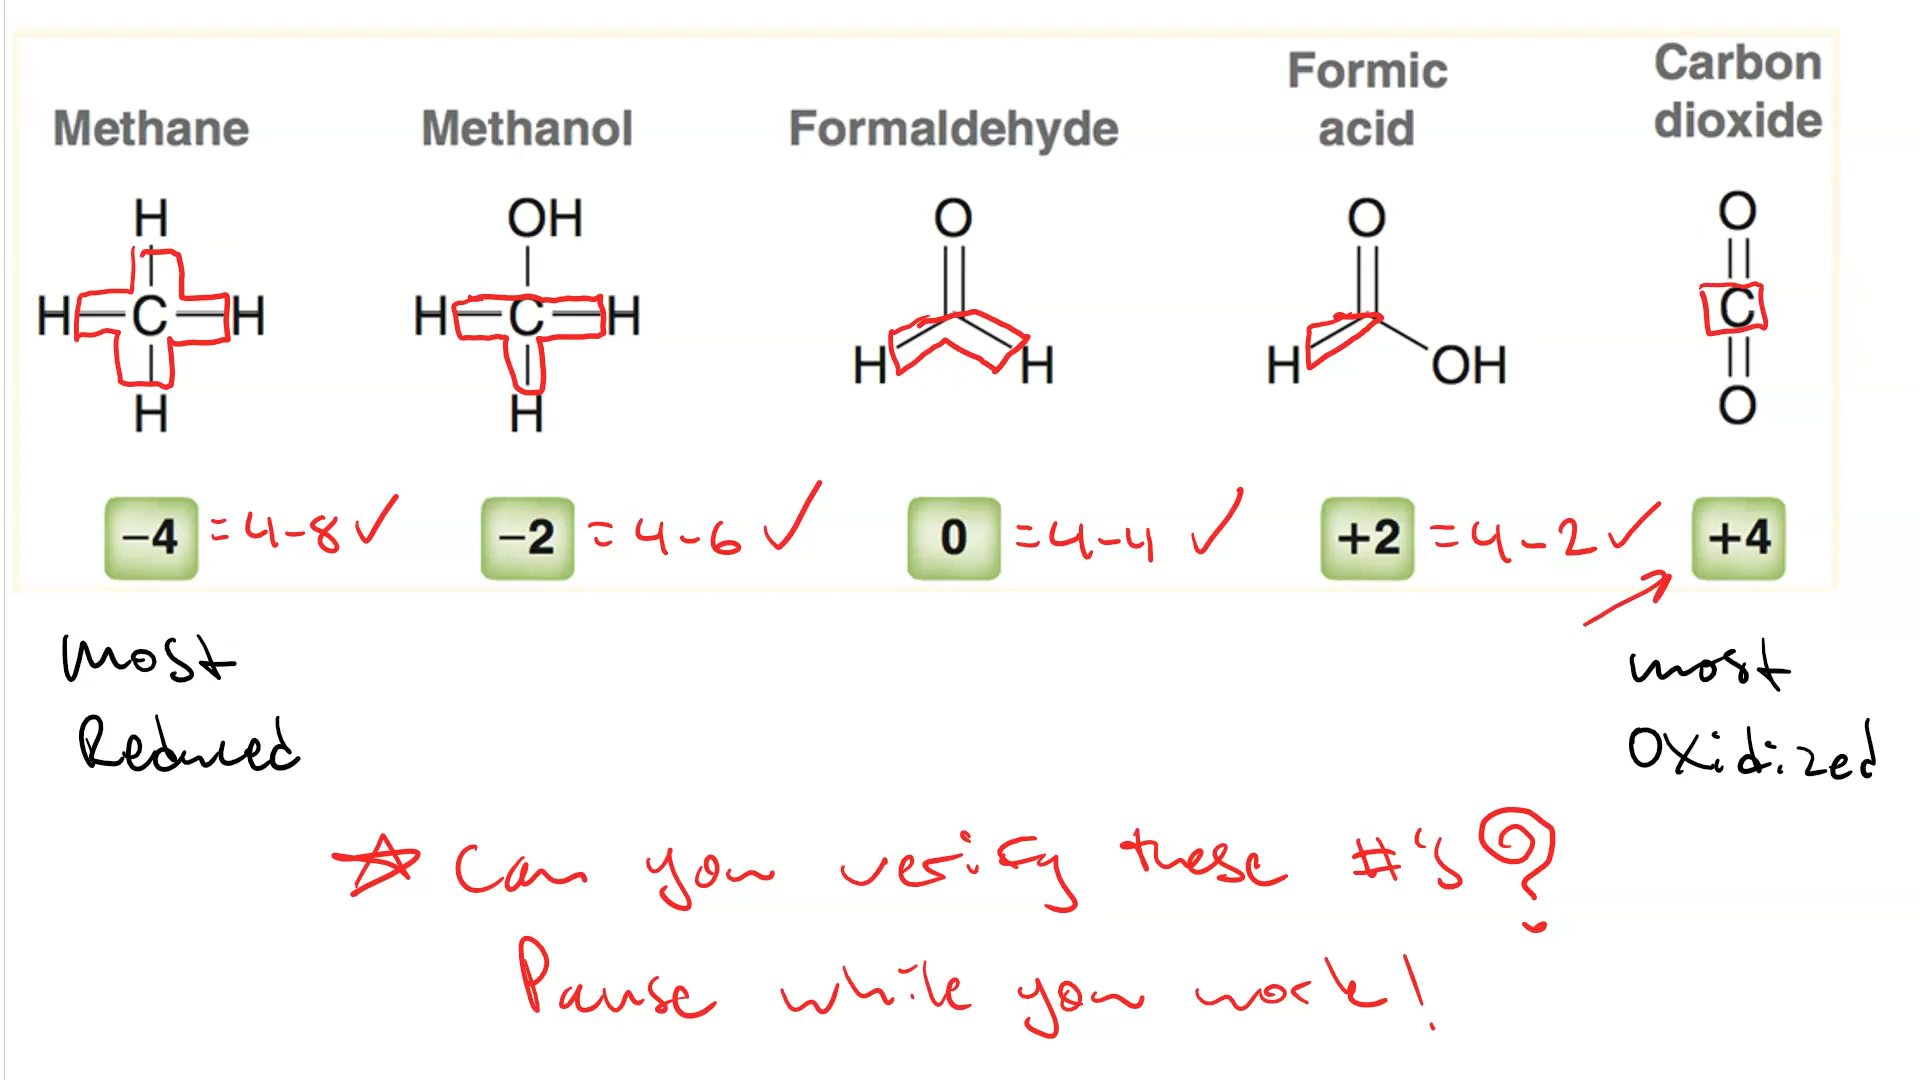 Methane Methanol Formaldehyde Formic acid Carbon dioxide
H OH O O O
H C H H C H H H H OH C
H H O
−4 = 4-8 ✓ −2 = 4-6 ✓ 0 = 4-4 ✓ +2 = 4-2 ✓ +4
most Reduced
most Oxidized
☆ Can you verify these #'s?
Pause while you work!